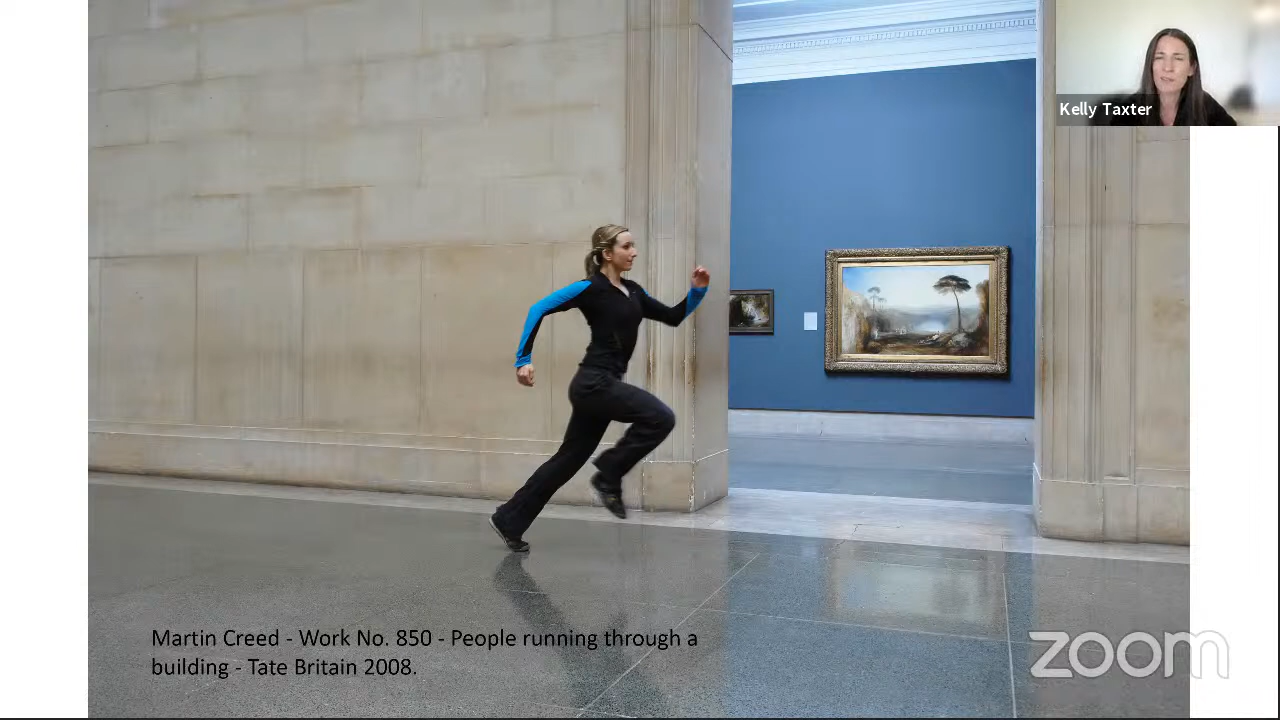 Kelly Taxter
Martin Creed - Work No. 850 - People running through a
building - Tate Britain 2008.
zoom